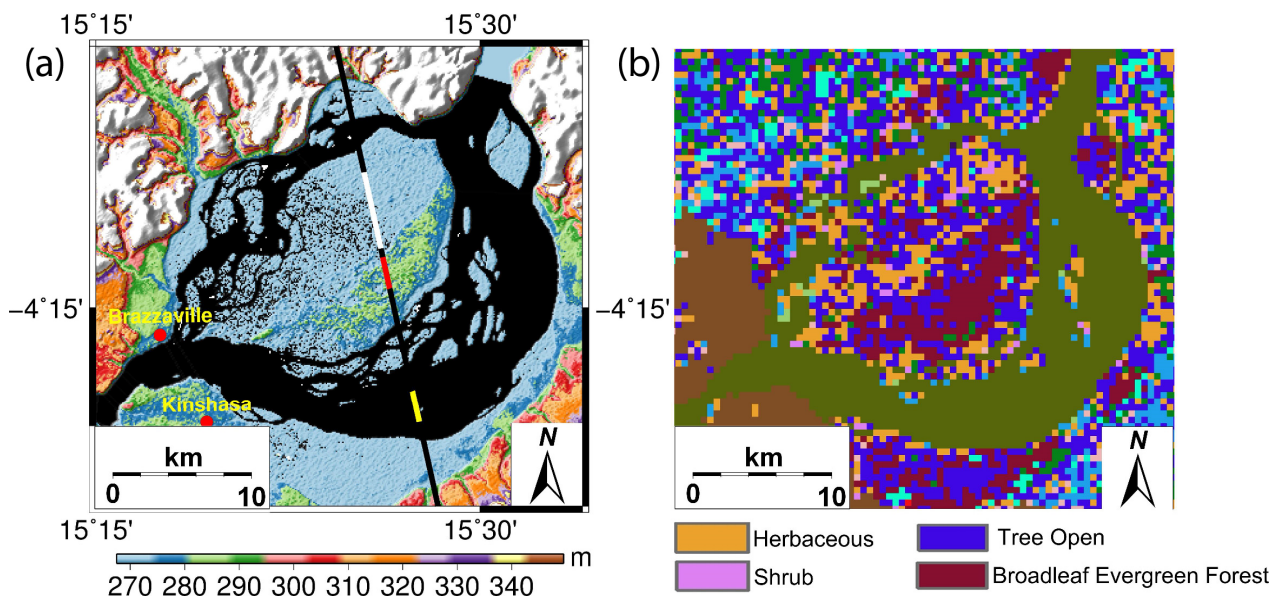 15°15' 15°30'
(a) (b)
−4°15' −4°15'
Brazzaville
Kinshasa
km N km N
0 10 0 10
15°15' 15°30'
270 280 290 300 310 320 330 340 m
Herbaceous Tree Open
Shrub Broadleaf Evergreen Forest